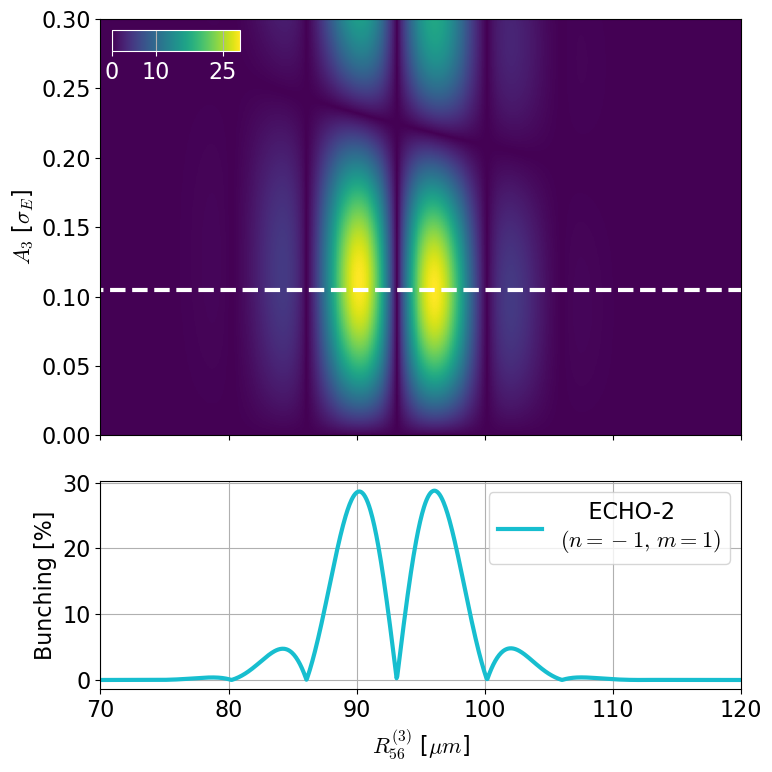 0.30
0 10 25
0.25
0.20
0.15
0.10
0.05
0.00
A₃ [σ_E]
30
20
10
0
Bunching [%]
ECHO-2
(n = − 1, m = 1)
70 80 90 100 110 120
R₅₆⁽³⁾ [μm]